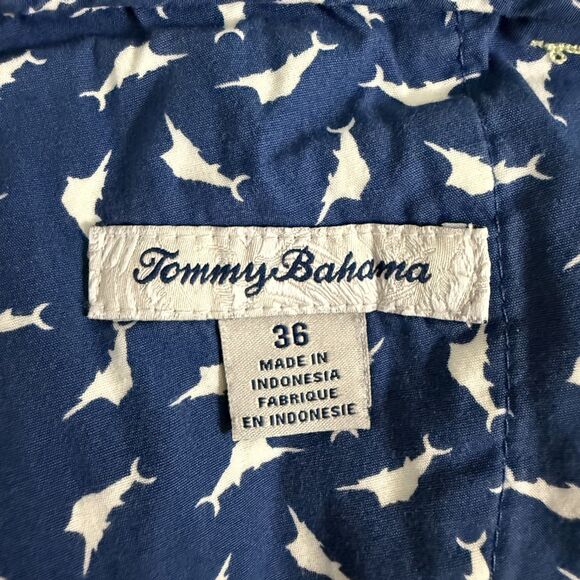 Tommy Bahama
36
MADE IN
INDONESIA
FABRIQUE
EN INDONESIE